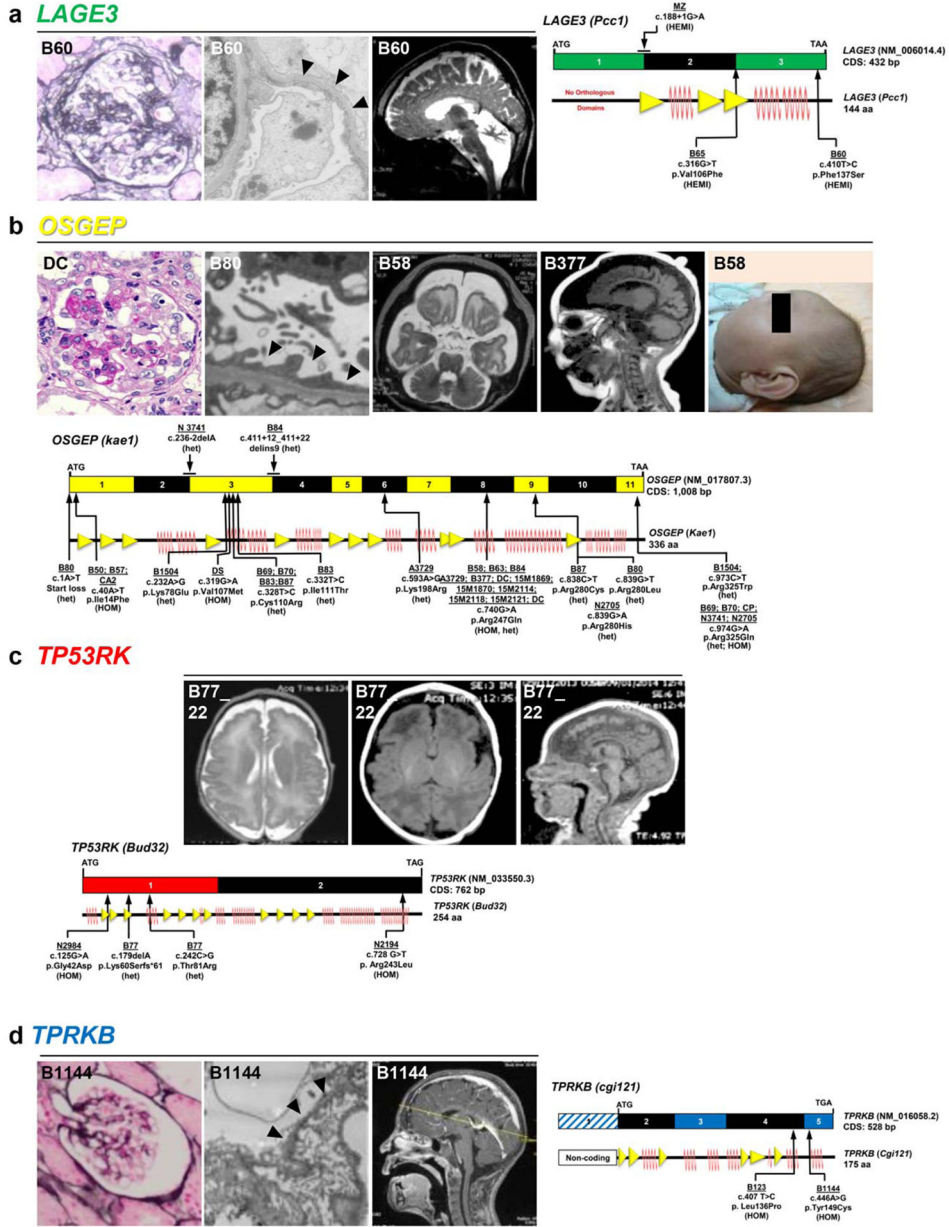 a LAGE3
B60
B60
B60
LAGE3 (Pcc1)
MZ
c.188+1G>A
(HEMI)
ATG
TAA
1
2
3
LAGE3 (NM_006014.4)
CDS: 432 bp
No Orthologous
Domains
LAGE3 (Pcc1)
144 aa
B65
c.316G>T
p.Val106Phe
(HEMI)
B60
c.410T>C
p.Phe137Ser
(HEMI)
b OSGEP
DC
B80
B58
B377
B58
OSGEP (kae1)
N 3741
c.236-2delA
(het)
B84
c.411+12_411+22
delins9 (het)
ATG
TAA
1
2
3
4
5
6
7
8
9
10
11
OSGEP (NM_017807.3)
CDS: 1,008 bp
OSGEP (Kae1)
336 aa
B80
c.1A>T
Start loss
(het)
B50; B57;
CA2
c.40A>T
p.Ile14Phe
(HOM)
B1504
c.232A>G
p.Lys78Glu
(het)
DS
c.319G>A
p.Val107Met
(HOM)
B69; B70;
B83;B87
c.328T>C
p.Cys110Arg
(het)
B83
c.332T>C
p.Ile111Thr
(het)
A3729
c.593A>G
p.Lys198Arg
(het)
B58; B63; B84
A3729; B377; DC; 15M1869;
15M1870; 15M2114;
15M2118; 15M2121; DC
c.740G>A
p.Arg247Gln
(HOM, het)
B87
c.838C>T
p.Arg280Cys
(het)
N2705
c.839G>A
p.Arg280His
(het)
B80
c.839G>T
p.Arg280Leu
(het)
B1504;
c.973C>T
p.Arg325Trp
(het)
B69; B70; CP;
N3741; N2705
c.974G>A
p.Arg325Gln
(het; HOM)
c TP53RK
B77_
22
B77
22
Acq Time:12:35
B77_
22
TE:4.92
TP53RK (Bud32)
ATG
TAG
1
2
TP53RK (NM_033550.3)
CDS: 762 bp
TP53RK (Bud32)
254 aa
N2984
c.125G>A
p.Gly42Asp
(HOM)
B77
c.179delA
p.Lys60Serfs*61
(het)
B77
c.242C>G
p.Thr81Arg
(het)
N2194
c.728 G>T
p. Arg243Leu
(HOM)
d TPRKB
B1144
B1144
B1144
TPRKB (cgi121)
ATG
TGA
2
3
4
5
TPRKB (NM_016058.2)
CDS: 528 bp
Non-coding
TPRKB (Cgi121)
175 aa
B123
c.407 T>C
p. Leu136Pro
(HOM)
B1144
c.446A>G
p.Tyr149Cys
(HOM)